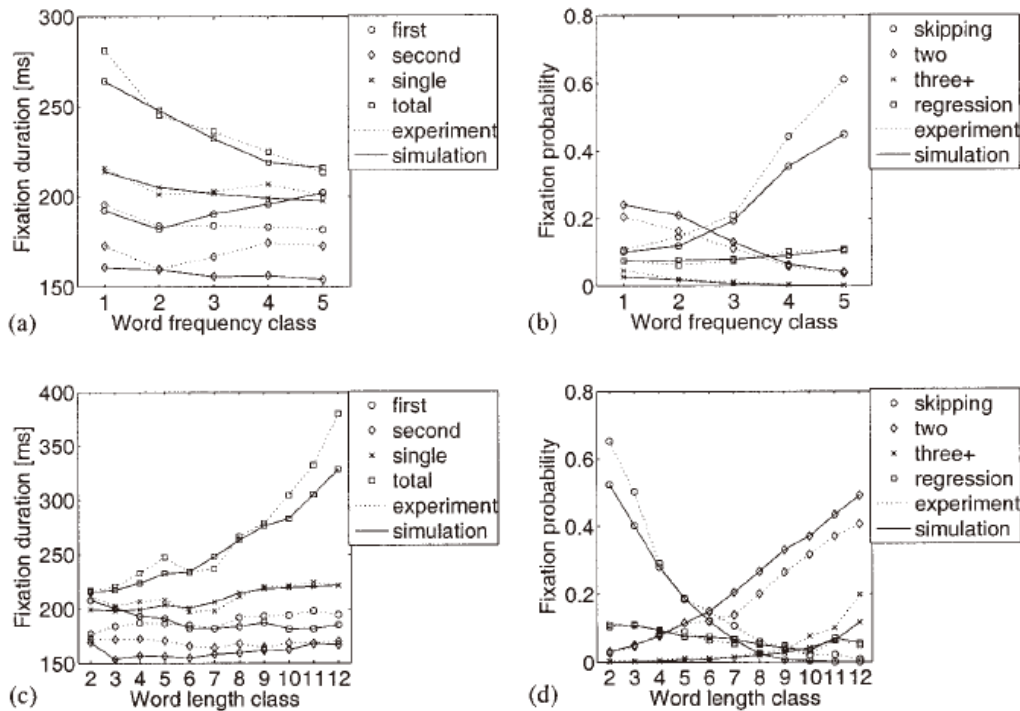 300
250
200
150
Fixation duration [ms]
1 2 3 4 5
Word frequency class
(a)
first
second
single
total
experiment
simulation
0.8
0.6
0.4
0.2
0
Fixation probability
1 2 3 4 5
Word frequency class
(b)
skipping
two
three+
regression
experiment
simulation
400
350
300
250
200
150
Fixation duration [ms]
2 3 4 5 6 7 8 9 10 11 12
Word length class
(c)
first
second
single
total
experiment
simulation
0.8
0.6
0.4
0.2
0
Fixation probability
2 3 4 5 6 7 8 9 10 11 12
Word length class
(d)
skipping
two
three+
regression
experiment
simulation